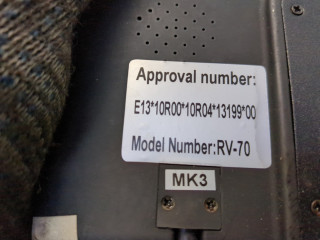 Approval number:
E13*10R00*10R04*13199*00
Model Number:RV-70
MK3